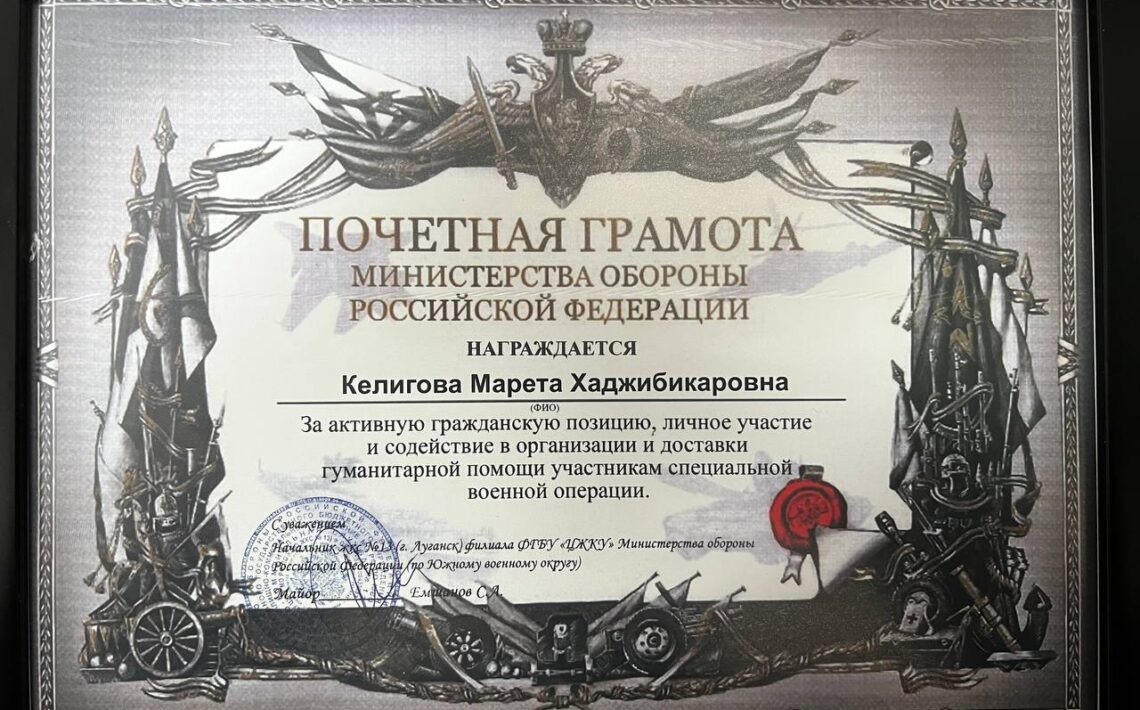 ПОЧЕТНАЯ ГРАМОТА
МИНИСТЕРСТВА ОБОРОНЫ
РОССИЙСКОЙ ФЕДЕРАЦИИ
НАГРАЖДАЕТСЯ
Келигова Марета Хаджибикаровна
(ФИО)
За активную гражданскую позицию, личное участие
и содействие в организации и доставки
гуманитарной помощи участникам специальной
военной операции.
С уважением
Начальник жкс №13 (г. Луганск) филиала ФГБУ «ЦЖКУ» Министерства обороны
Российской Федерации (по Южному военному округу)
Майор Емшанов С.А.